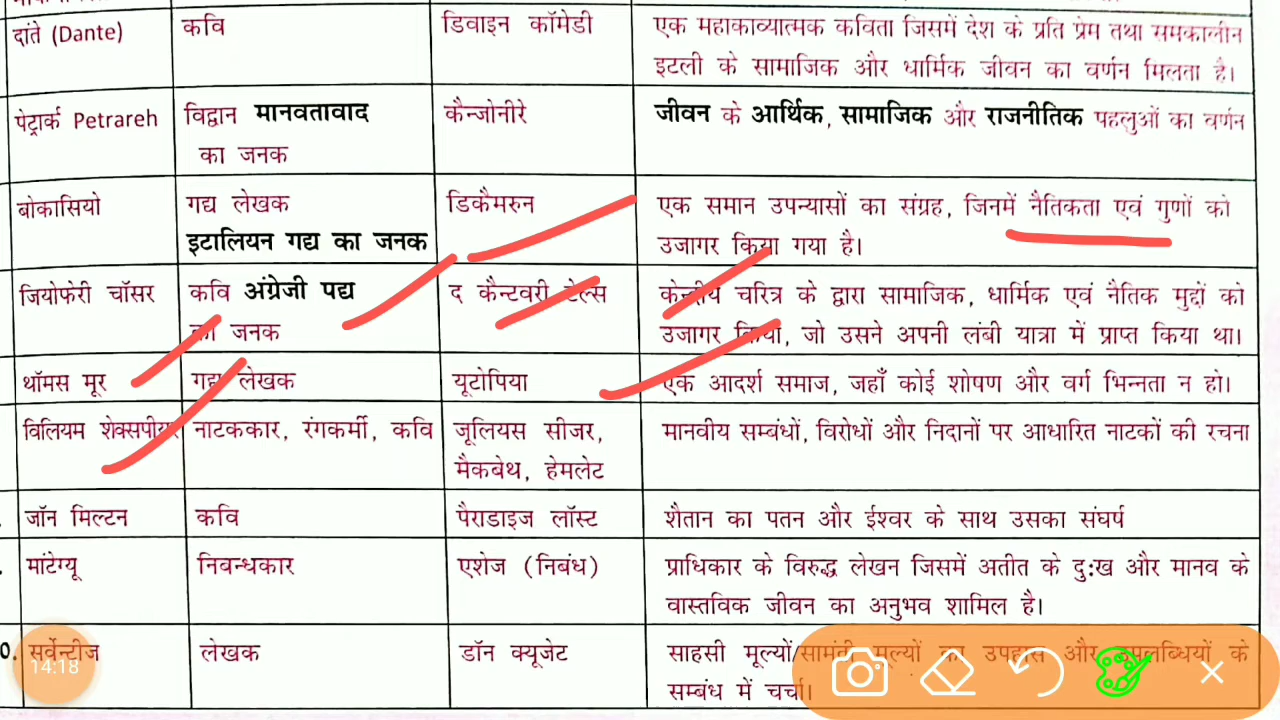 दांते (Dante) कवि डिवाइन कॉमेडी एक महाकाव्यात्मक कविता जिसमें देश के प्रति प्रेम तथा समकालीन
इटली के सामाजिक और धार्मिक जीवन का वर्णन मिलता है।
पेट्रार्क Petrareh विद्वान मानवतावाद कैन्जोनीरे जीवन के आर्थिक, सामाजिक और राजनीतिक पहलुओं का वर्णन
का जनक
बोकासियो गद्य लेखक डिकैमरुन एक समान उपन्यासों का संग्रह, जिनमें नैतिकता एवं गुणों को
इटालियन गद्य का जनक उजागर किया गया है।
जियोफेरी चॉसर कवि अंग्रेजी पद्य द कैन्टवरी टेल्स केन्द्रीय चरित्र के द्वारा सामाजिक, धार्मिक एवं नैतिक मुद्दों को
का जनक उजागर किया, जो उसने अपनी लंबी यात्रा में प्राप्त किया था।
थॉमस मूर गद्य लेखक यूटोपिया एक आदर्श समाज, जहाँ कोई शोषण और वर्ग भिन्नता न हो।
विलियम शेक्सपीयर नाटककार, रंगकर्मी, कवि जूलियस सीजर, मानवीय सम्बंधों, विरोधों और निदानों पर आधारित नाटकों की रचना
मैकबेथ, हेमलेट
जॉन मिल्टन कवि पैराडाइज लॉस्ट शैतान का पतन और ईश्वर के साथ उसका संघर्ष
मांटेग्यू निवन्धकार एशेज (निबंध) प्राधिकार के विरुद्ध लेखन जिसमें अतीत के दुःख और मानव के
वास्तविक जीवन का अनुभव शामिल है।
0. सर्वेन्टीज लेखक डॉन क्यूजेट साहसी मूल्यों/सामंती मूल्यों का उपहास और उपलब्धियों के
सम्बंध में चर्चा।
14:18